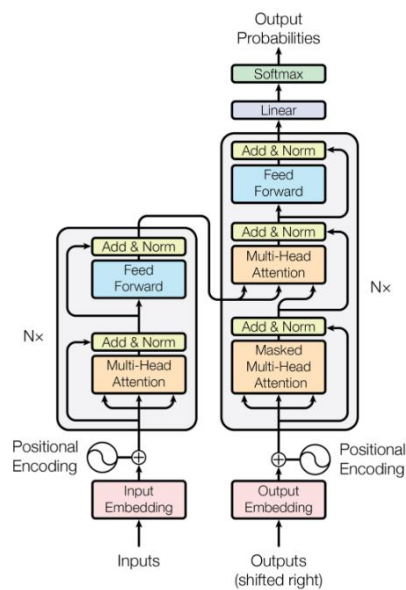 Output
Probabilities
Softmax
Linear
Add & Norm
Feed
Forward
Add & Norm
Multi-Head
Attention
Add & Norm
Masked
Multi-Head
Attention
Nx
Positional
Encoding
Output
Embedding
Outputs
(shifted right)
Add & Norm
Feed
Forward
Add & Norm
Multi-Head
Attention
N×
Positional
Encoding
Input
Embedding
Inputs